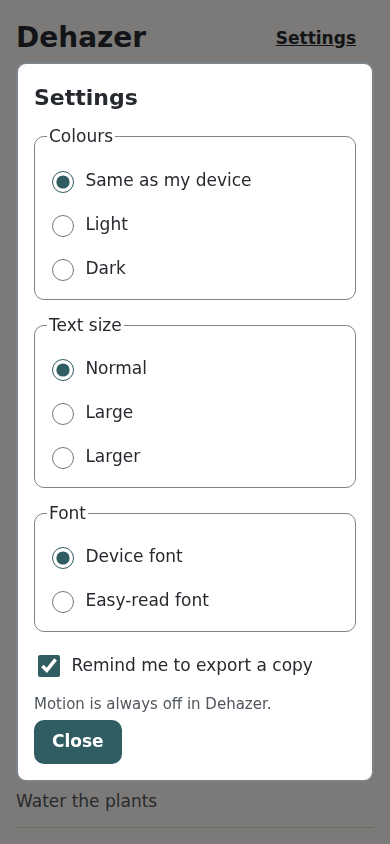 Dehazer
Settings
Settings
Colours
Same as my device
Light
Dark
Text size
Normal
Large
Larger
Font
Device font
Easy-read font
Remind me to export a copy
Motion is always off in Dehazer.
Close
Water the plants